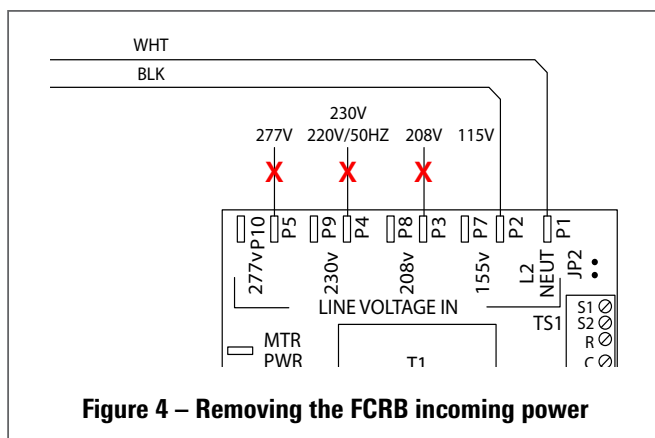 WHT
BLK
230V
277V 220V/50HZ 208V 115V
X X X
P10 P5 P9 P4 P8 P3 P7 P2 P1
277v 230v 208v 155v L2 NEUT JP2
LINE VOLTAGE IN
TS1
S1
S2
R
C
MTR
PWR
T1
Figure 4 – Removing the FCRB incoming power